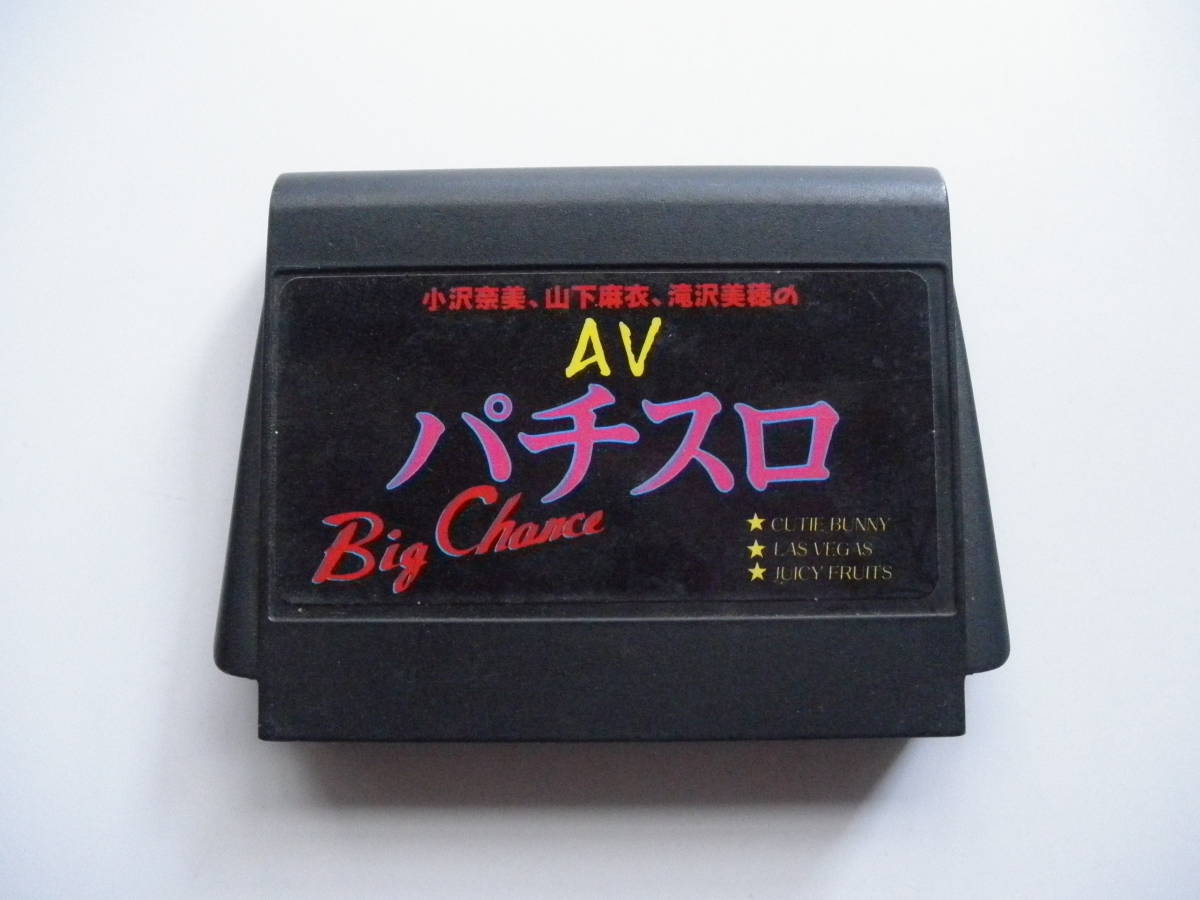 小沢奈美、山下麻衣、滝沢美穂の
AV
パチスロ
Big Chance
★ CUTIE BUNNY
★ LAS VEGAS
★ JUICY FRUITS